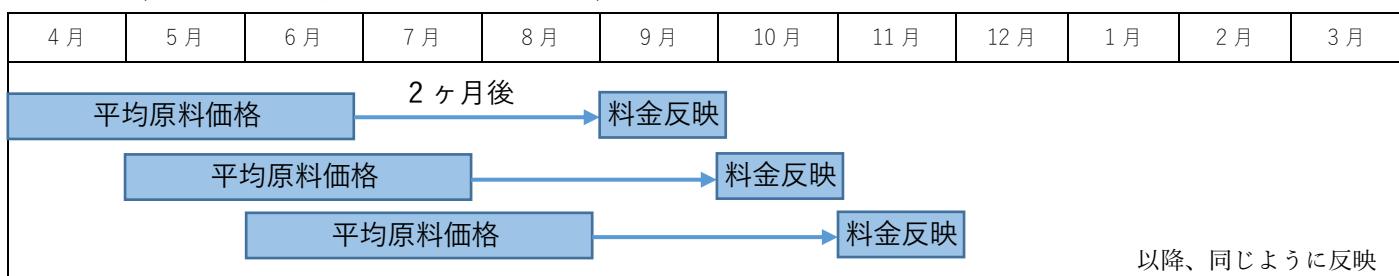 4月 5月 6月 7月 8月 9月 10月 11月 12月 1月 2月 3月
平均原料価格 2ヶ月後 料金反映
平均原料価格 料金反映
平均原料価格 料金反映
以降、同じように反映